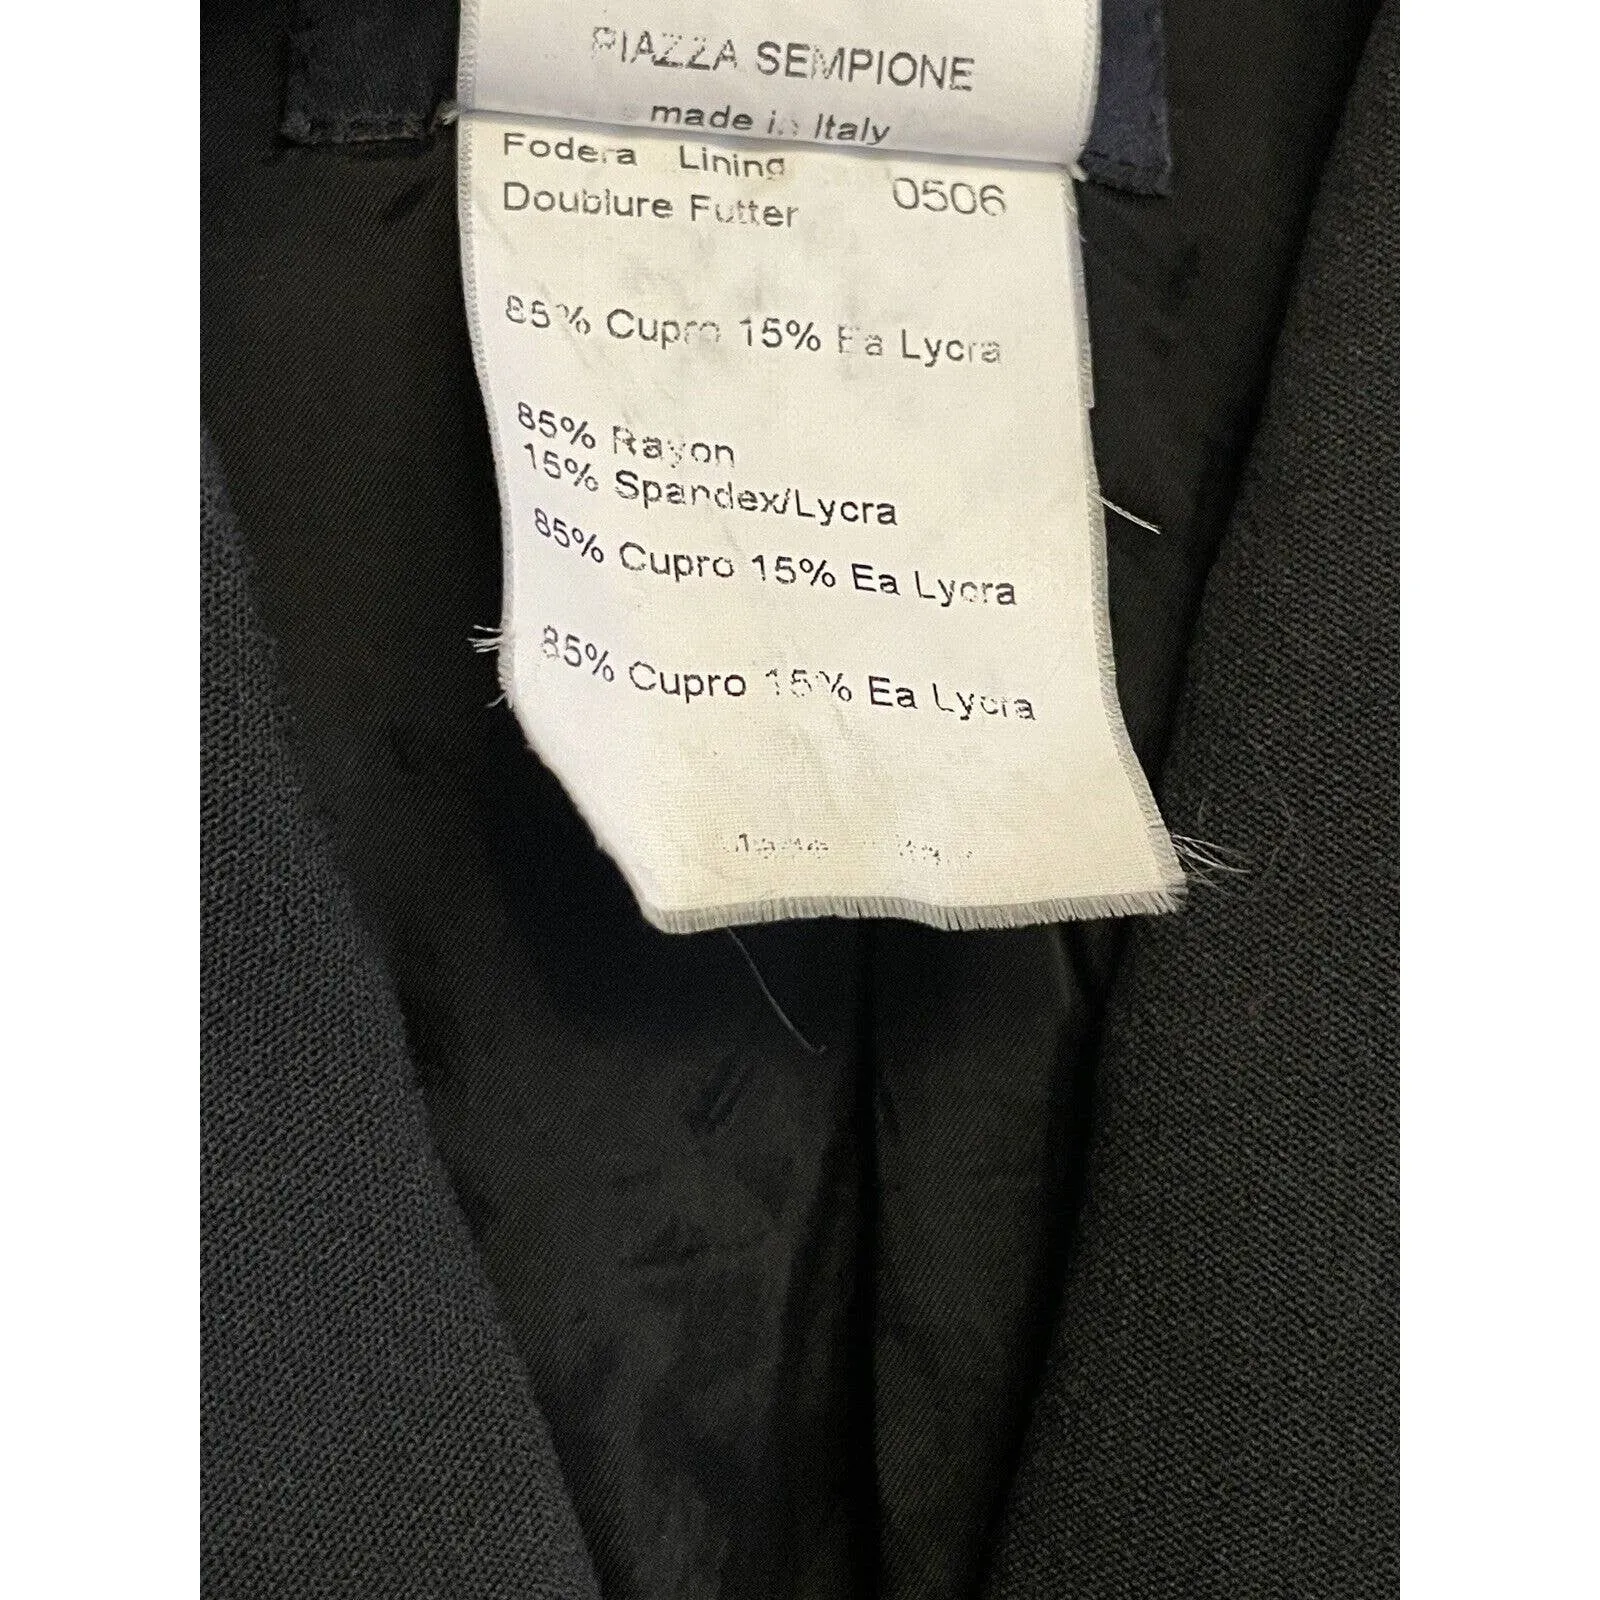 PIAZZA SEMPIONE
made in Italy
Fodera Lining
Doublure Futter 0506
85% Cupro 15% Ea Lycra
85% Rayon
15% Spandex/Lycra
85% Cupro 15% Ea Lycra
85% Cupro 15% Ea Lycra